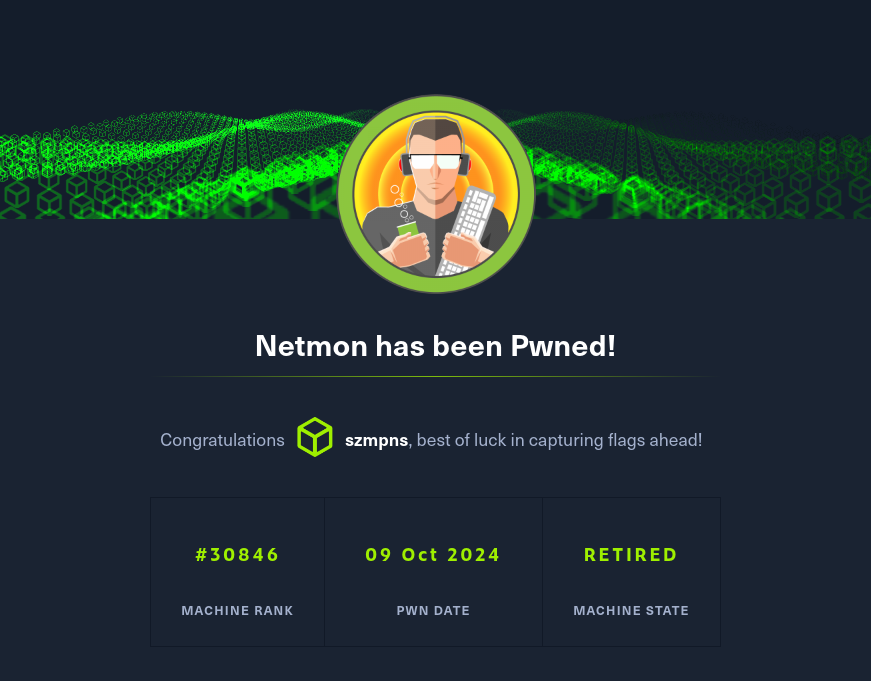 Netmon has been Pwned!
Congratulations szmpns, best of luck in capturing flags ahead!
#30846 09 Oct 2024 RETIRED
MACHINE RANK PWN DATE MACHINE STATE